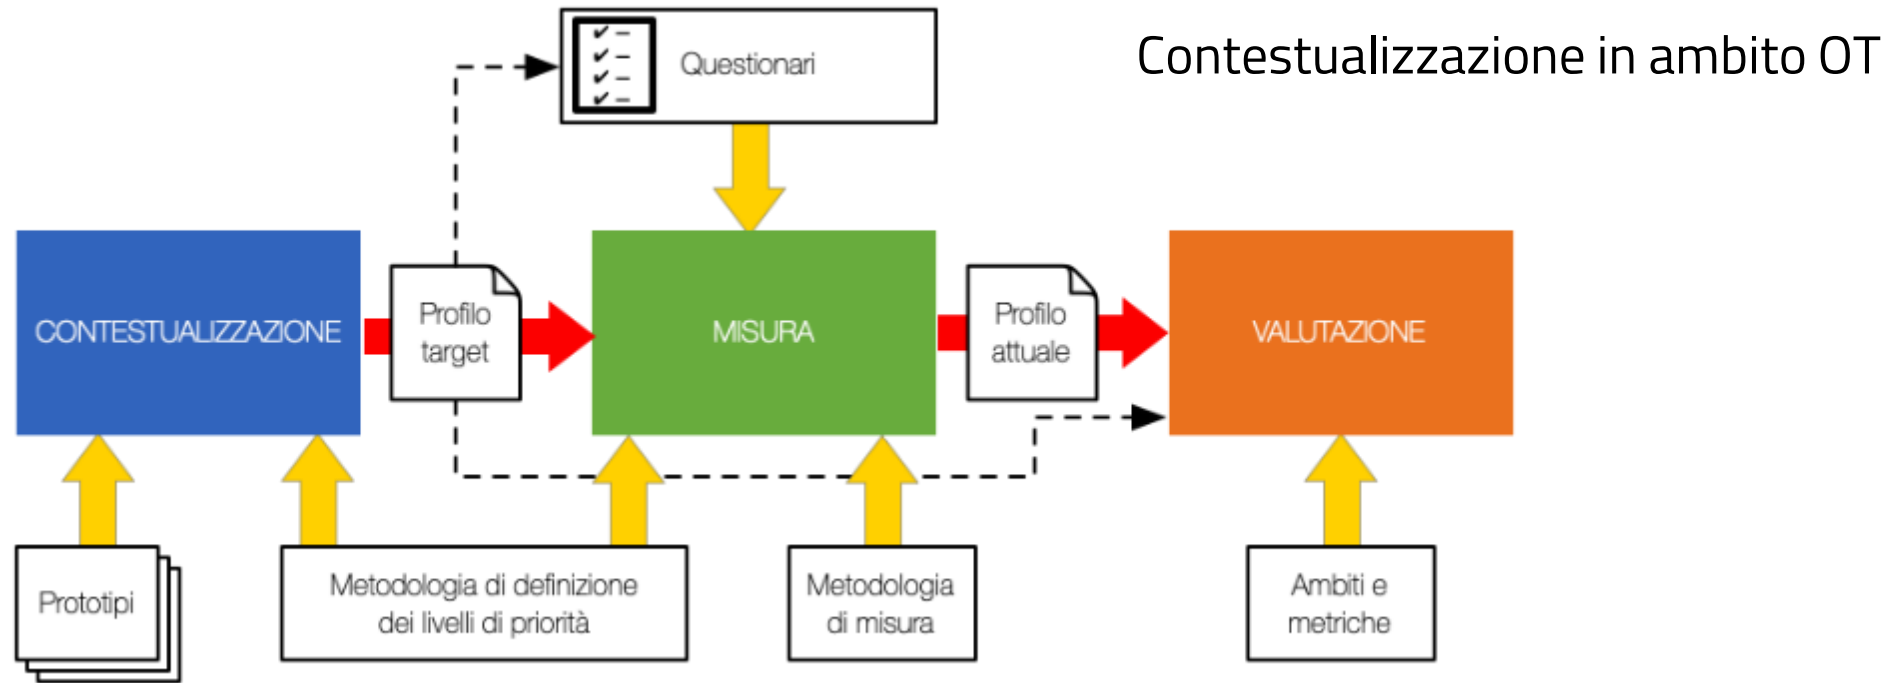 Contestualizzazione in ambito OT
Questionari
CONTESTUALIZZAZIONE
Profilo
target
MISURA
Profilo
attuale
VALUTAZIONE
Prototipi
Metodologia di definizione
dei livelli di priorità
Metodologia
di misura
Ambiti e
metriche